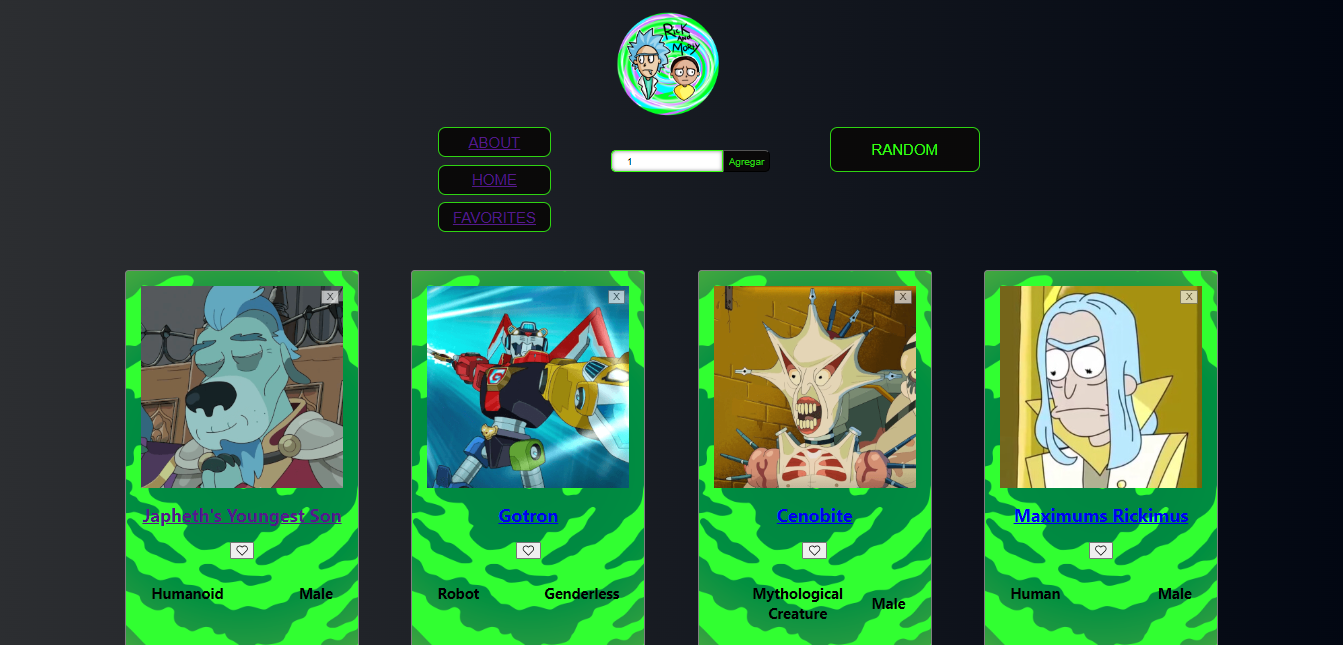 RICK
AND
MORTY
ABOUT
HOME
FAVORITES
1
Agregar
RANDOM
X
X
X
X
Japheth's Youngest Son
Gotron
Cenobite
Maximums Rickimus
Humanoid
Male
Robot
Genderless
Mythological
Creature
Male
Human
Male